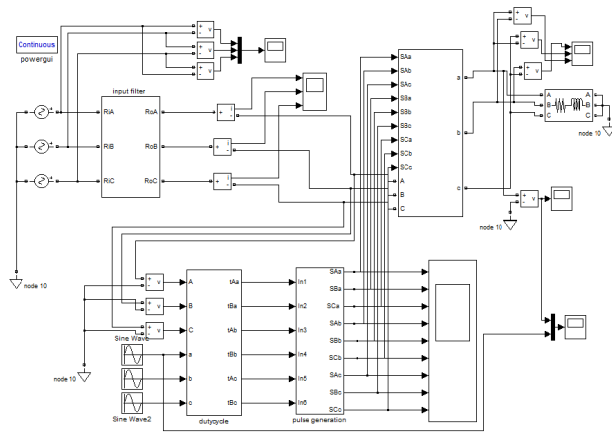 Continuous
powergui
input filter
RiA
RiB
RiC
RoA
RoB
RoC
+
-
v
+
-
v
+
-
v
+
-
i
+
-
i
+
-
i
SAa
SAb
SAc
SBa
SBb
SBc
SCa
SCb
SCc
A
B
C
a
b
c
+
-
v
+
-
v
+
-
v
A
B
C
A
B
C
node 10
+
-
v
node 10
node 10
+
-
v
+
-
v
+
-
v
node 10
Sine Wave
Sine Wave2
A
B
C
a
b
c
tAa
tBa
tAb
tBb
tAc
tBc
dutycycle
In1
In2
In3
In4
In5
In6
SAa
SBa
SCa
SAb
SBb
SCb
SAc
SBc
SCc
pulse generation